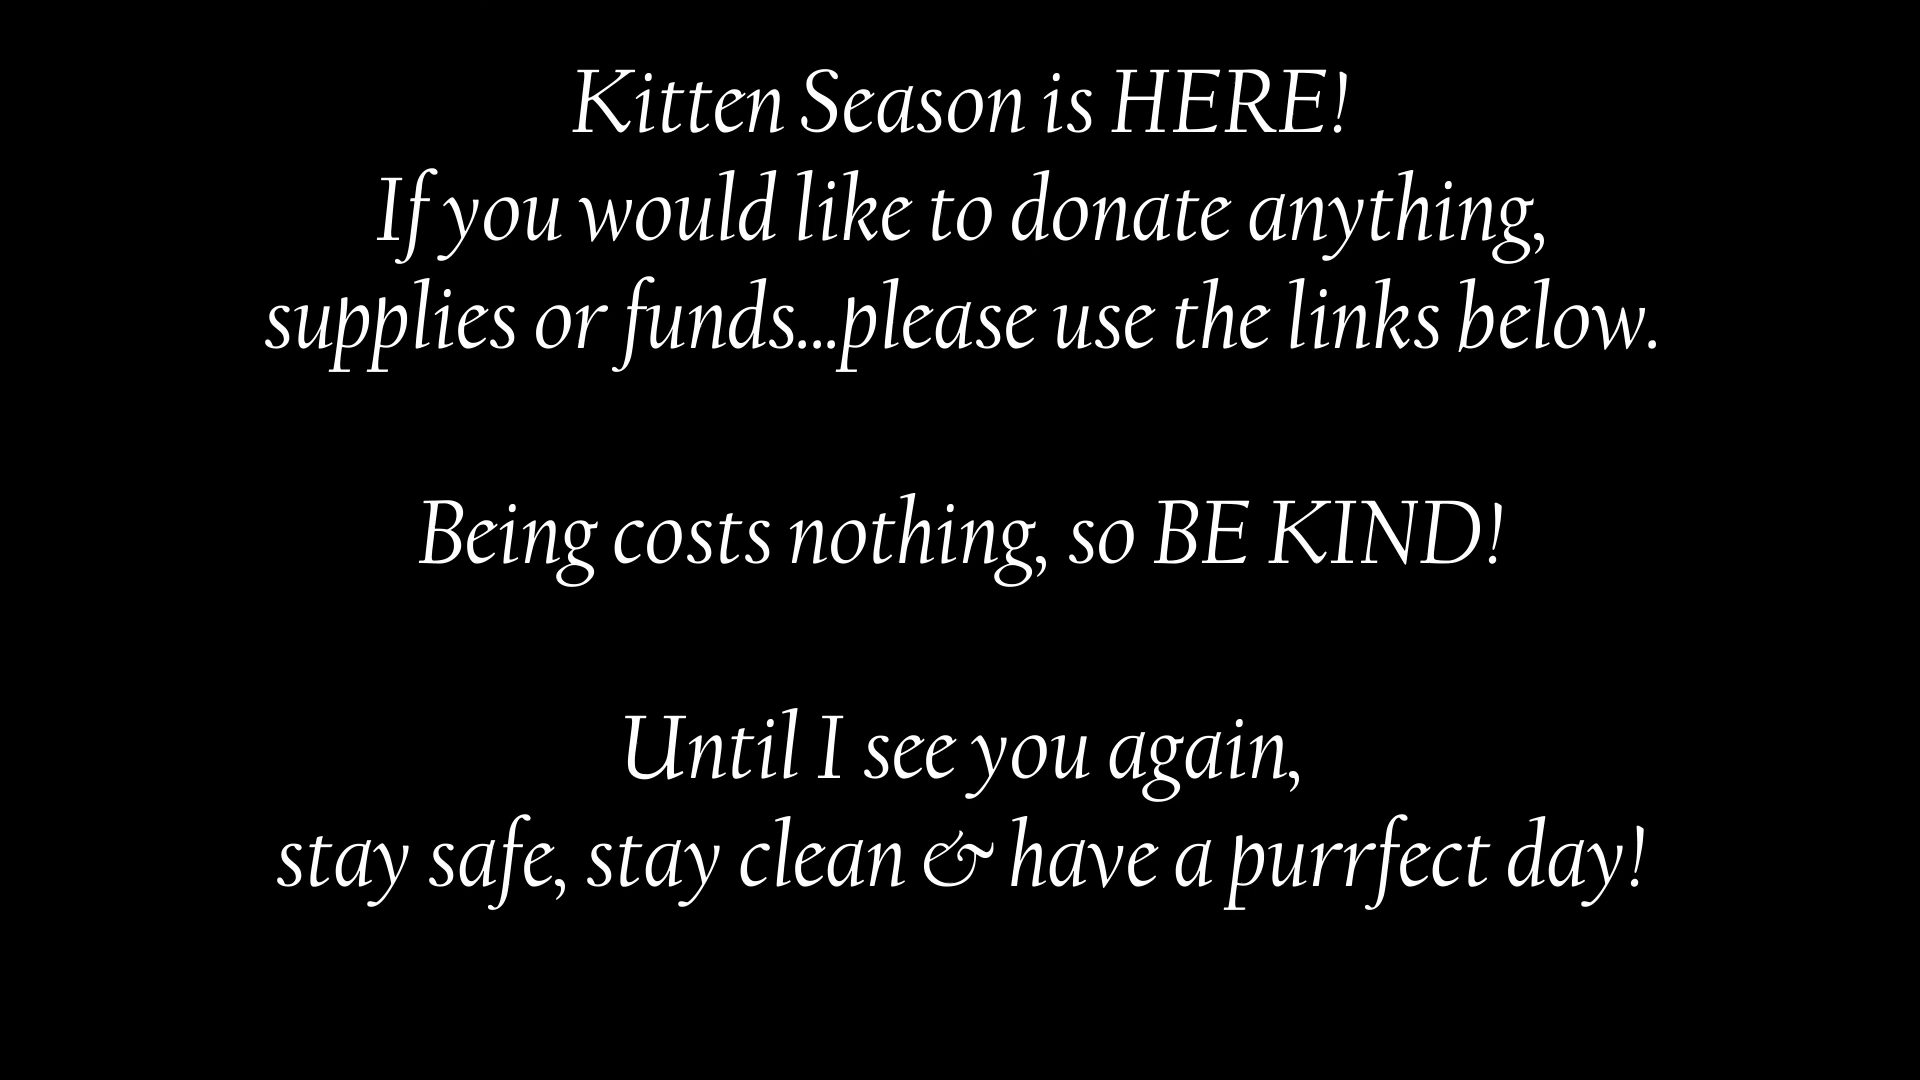 Kitten Season is HERE!
If you would like to donate anything,
supplies or funds...please use the links below.
Being costs nothing, so BE KIND!
Until I see you again,
stay safe, stay clean & have a purrfect day!